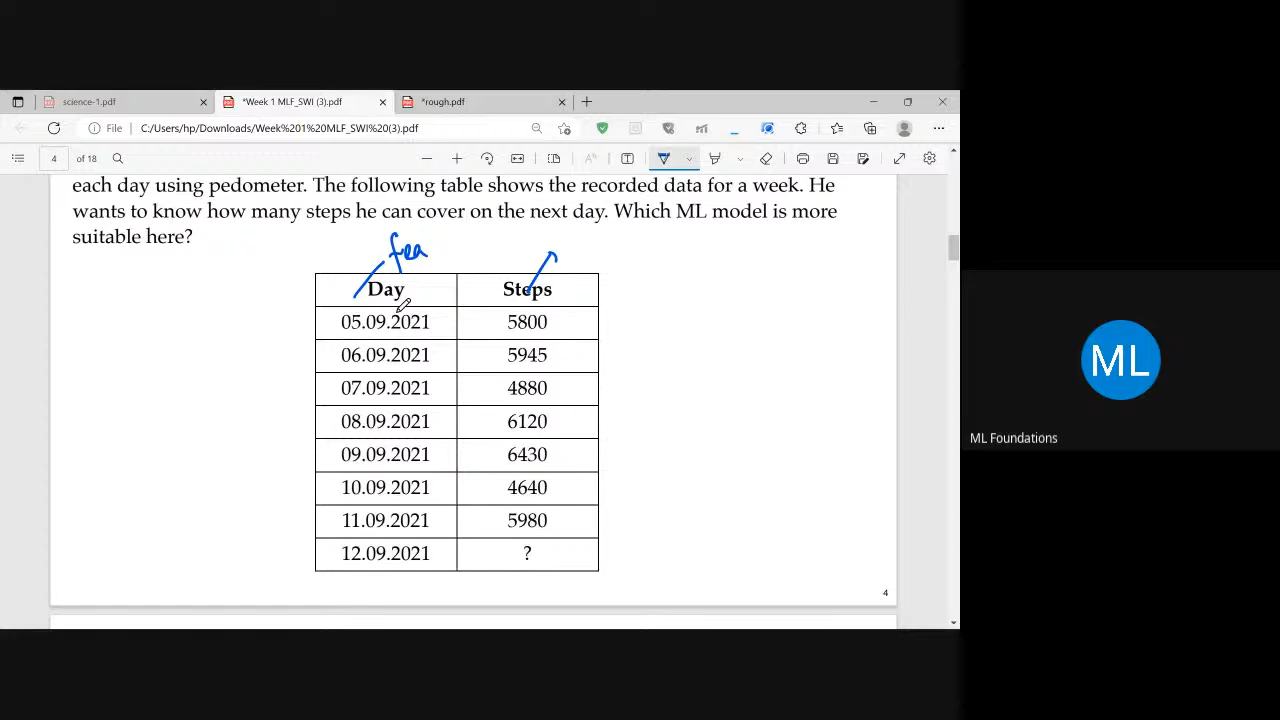 science-1.pdf
*Week 1 MLF_SWI (3).pdf
*rough.pdf
File
C:/Users/hp/Downloads/Week%201%20MLF_SWI%20(3).pdf
4 of 18
each day using pedometer. The following table shows the recorded data for a week. He
wants to know how many steps he can cover on the next day. Which ML model is more
suitable here?
fea
Day Steps
05.09.2021 5800
06.09.2021 5945
07.09.2021 4880
08.09.2021 6120
09.09.2021 6430
10.09.2021 4640
11.09.2021 5980
12.09.2021 ?
4
ML
ML Foundations